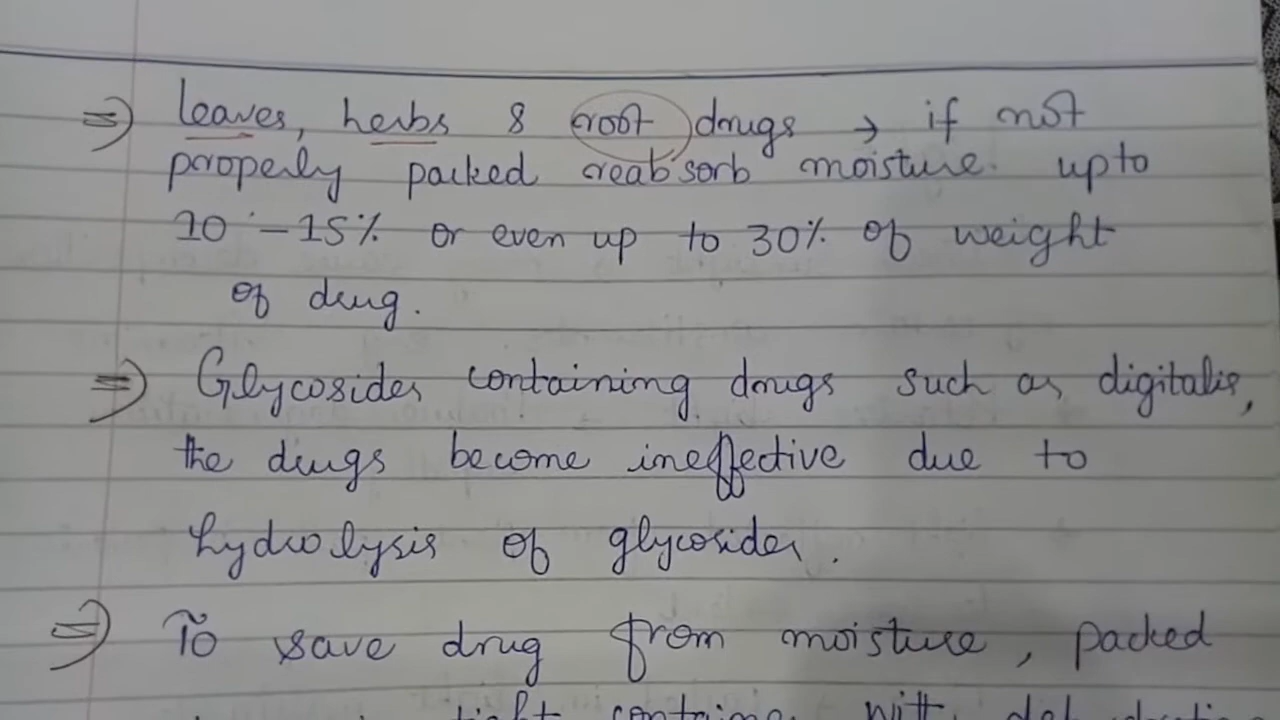 ⇒ leaves, herbs & root drugs → if not
properly packed reabsorb moisture. upto
10 - 15% or even up to 30% of weight
of drug.
⇒ Glycosides containing drugs such as digitalis,
the drugs become ineffective due to
hydrolysis of glycosides.
⇒ To save drug from moisture, packed
tight with